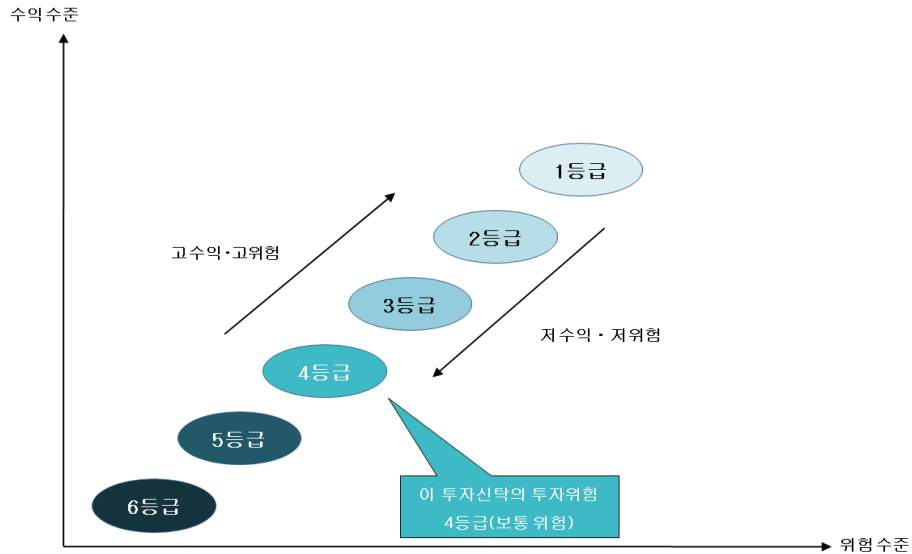 수익 수준
1등급
2등급
고수익·고위험
3등급
저수익 · 저위험
4등급
5등급
이 투자신탁의 투자위험
4등급(보통 위험)
6등급
위험 수준